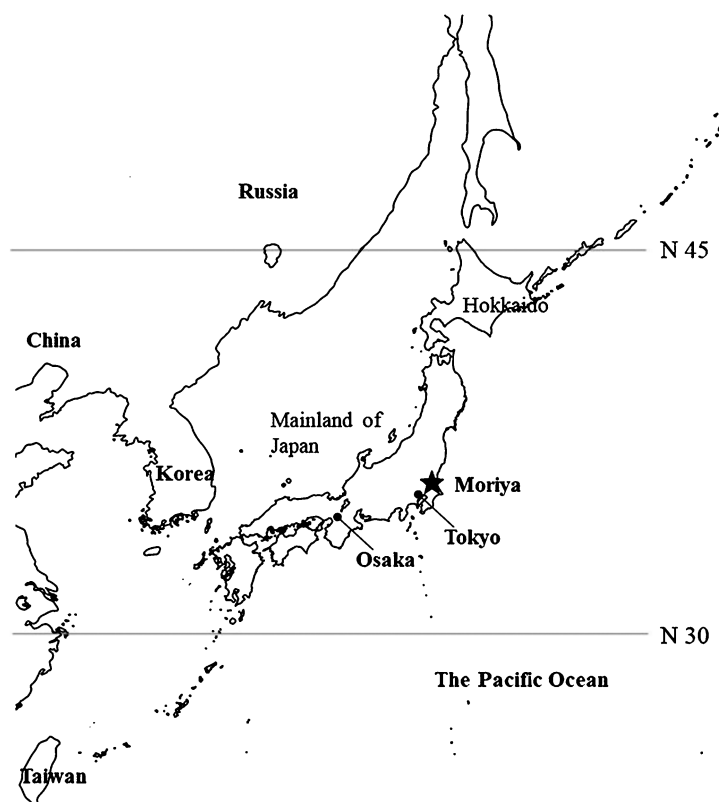 Russia
N 45
Hokkaido
China
Mainland of
Japan
Korea
Moriya
Tokyo
Osaka
N 30
The Pacific Ocean
Taiwan